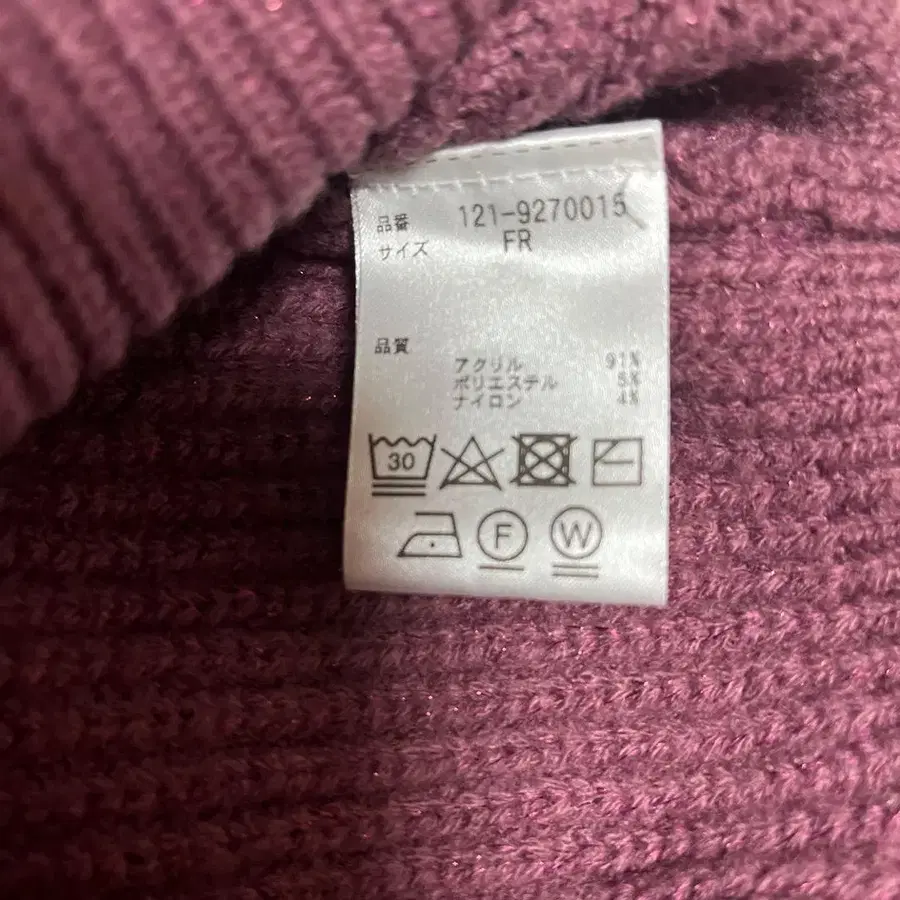 品番 121-9270015
サイズ FR
品質
アクリル 91%
ポリエステル 5%
ナイロン 4%
30
F W